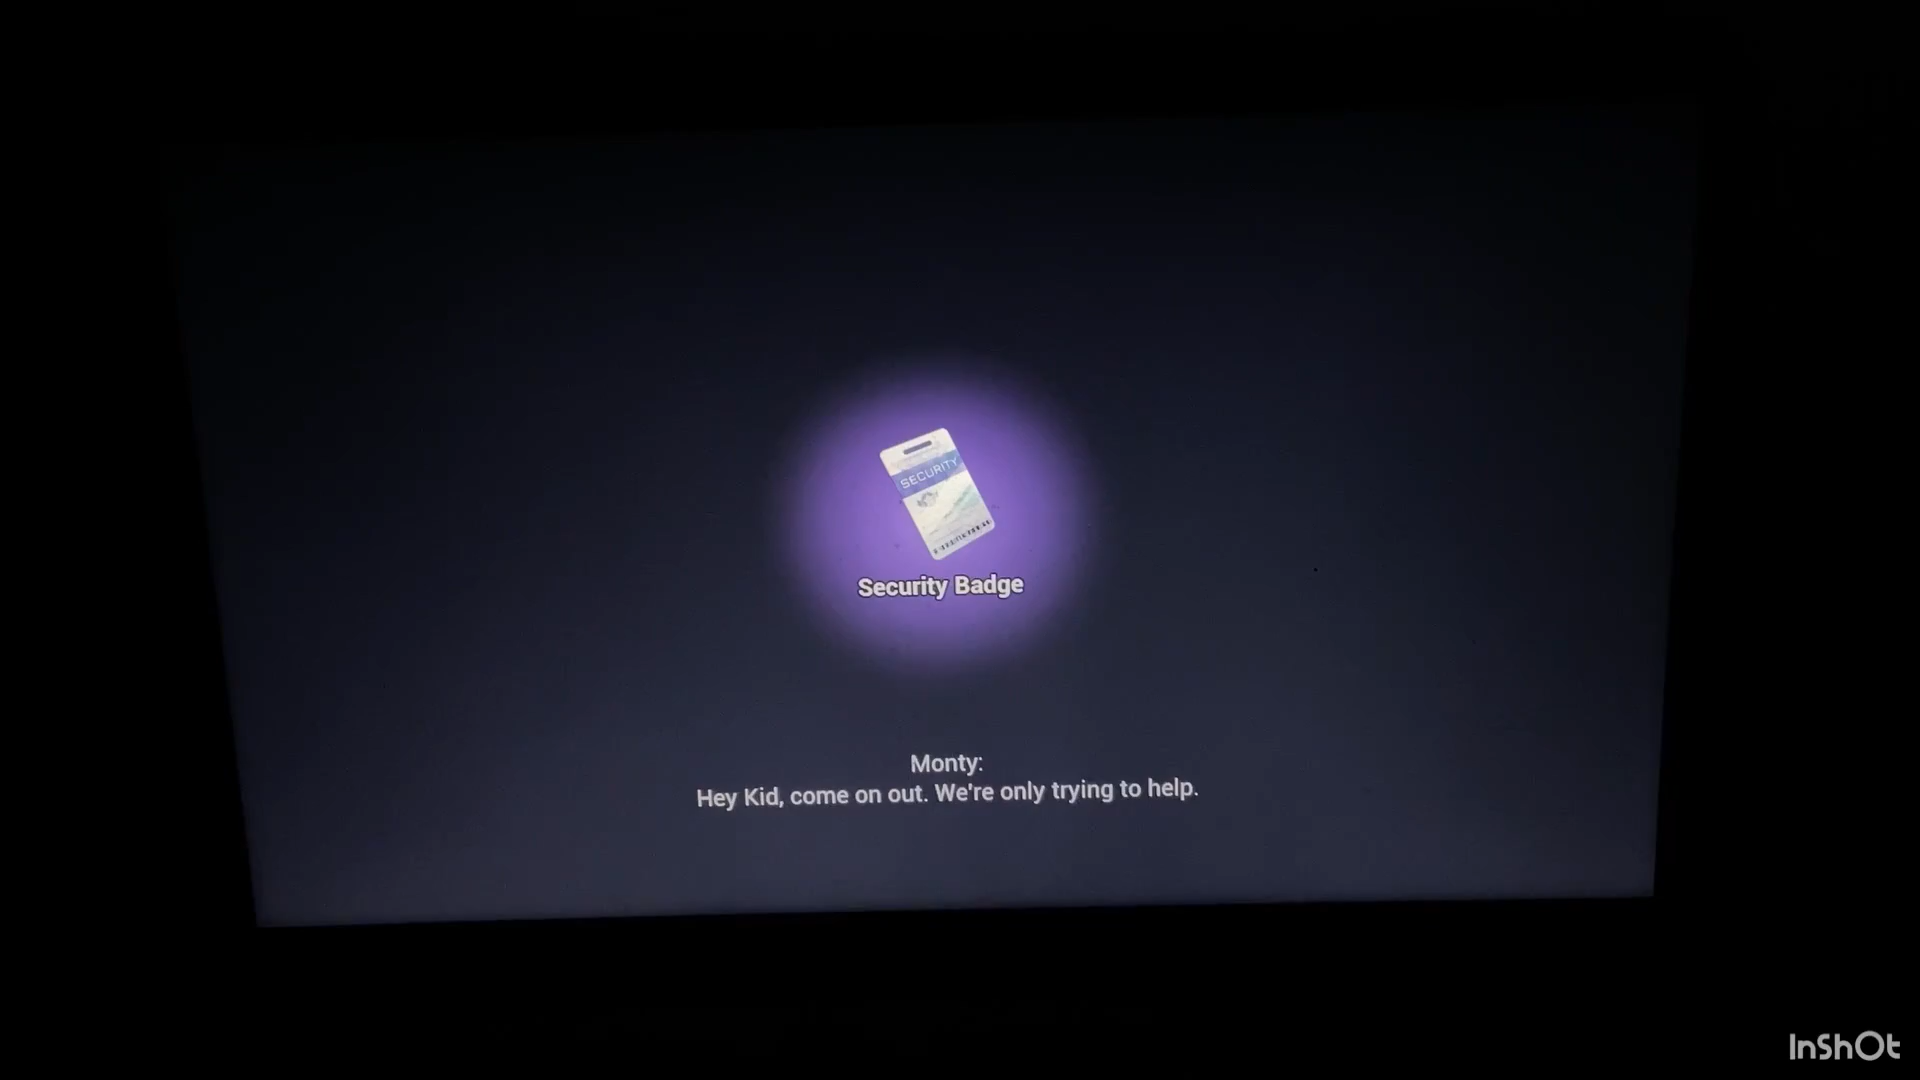 SECURITY
Security Badge
Monty:
Hey Kid, come on out. We're only trying to help.
InShOt